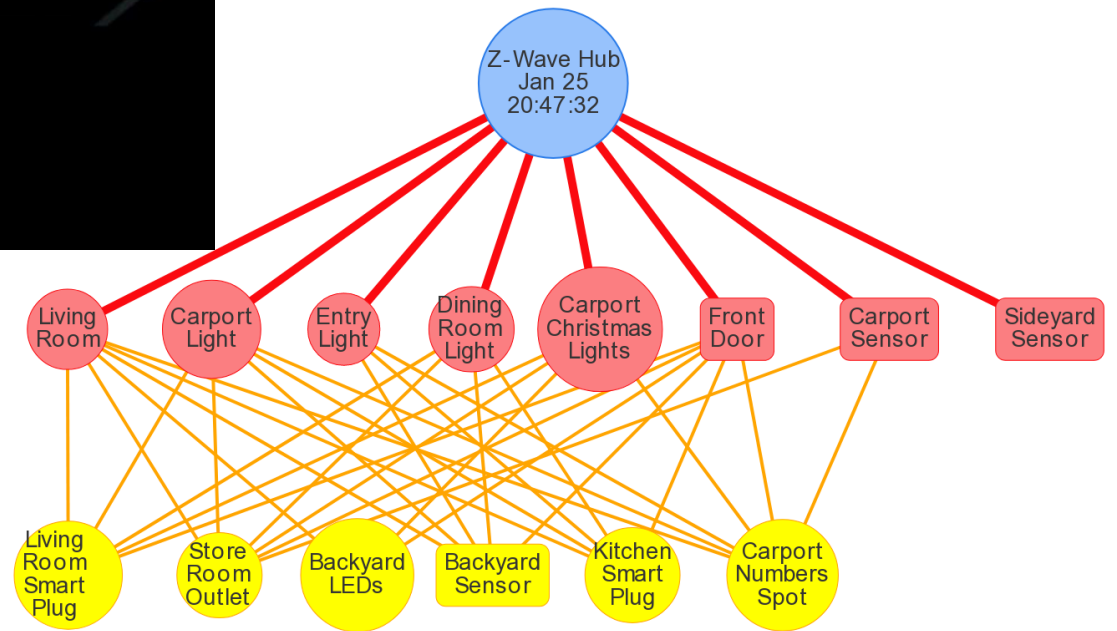 Z-Wave Hub
Jan 25
20:47:32
Living
Room
Carport
Light
Entry
Light
Dining
Room
Light
Carport
Christmas
Lights
Front
Door
Carport
Sensor
Sideyard
Sensor
Living
Room
Smart
Plug
Store
Room
Outlet
Backyard
LEDs
Backyard
Sensor
Kitchen
Smart
Plug
Carport
Numbers
Spot